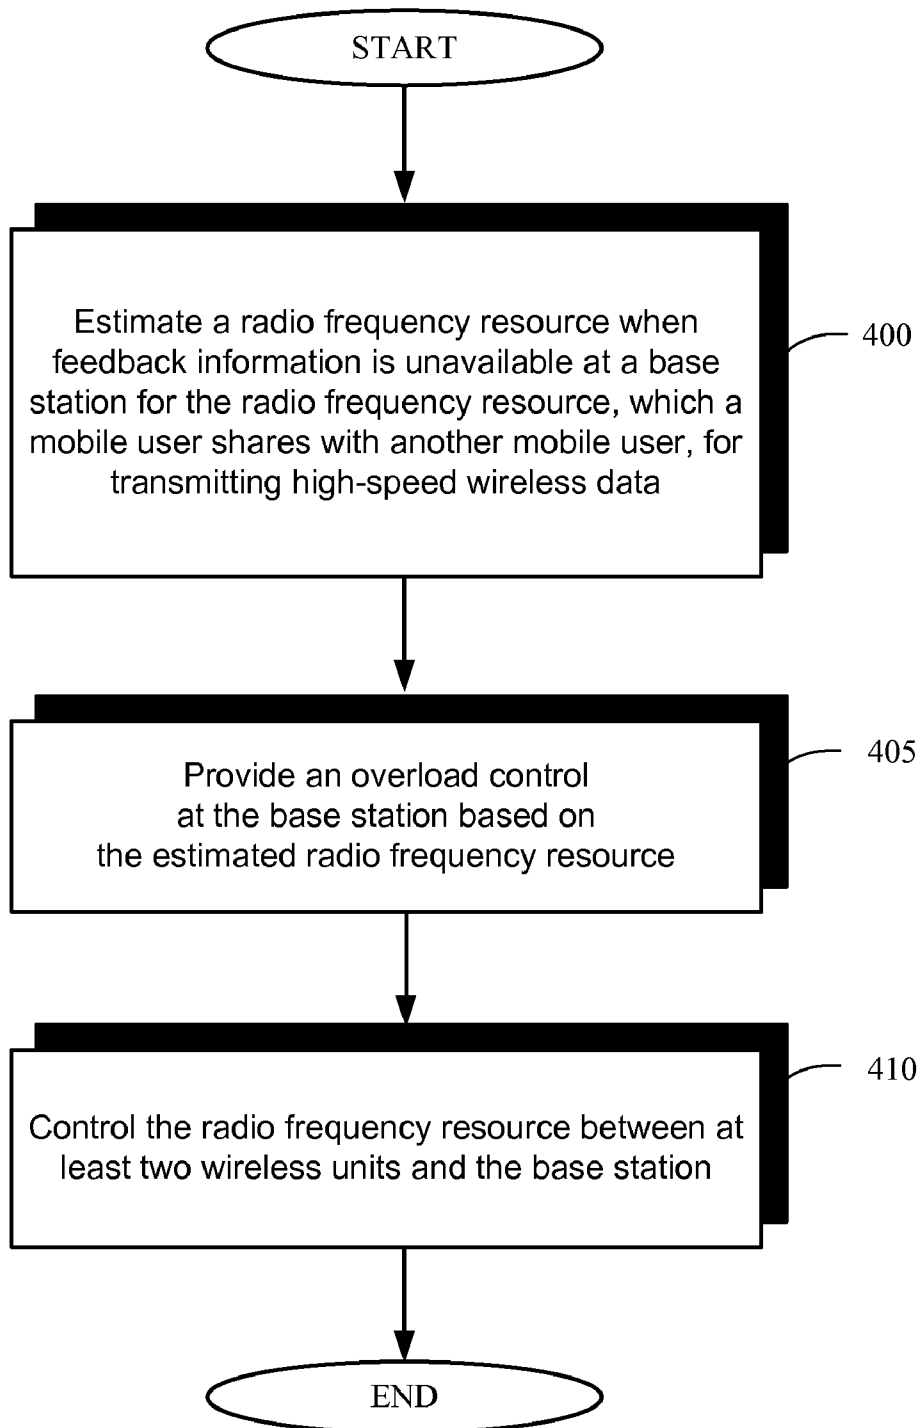 START
Estimate a radio frequency resource when
feedback information is unavailable at a base
station for the radio frequency resource, which a
mobile user shares with another mobile user, for
transmitting high-speed wireless data
400
Provide an overload control
at the base station based on
the estimated radio frequency resource
405
Control the radio frequency resource between at
least two wireless units and the base station
410
END